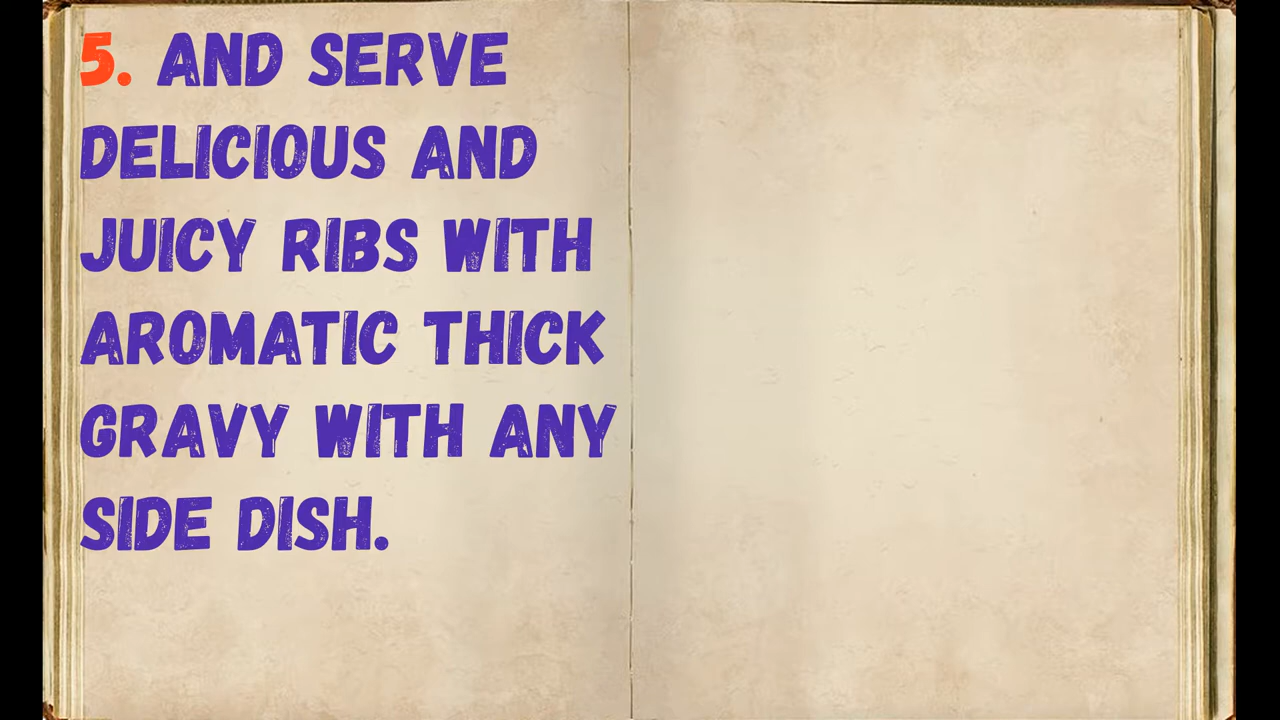 5. AND SERVE
DELICIOUS AND
JUICY RIBS WITH
AROMATIC THICK
GRAVY WITH ANY
SIDE DISH.